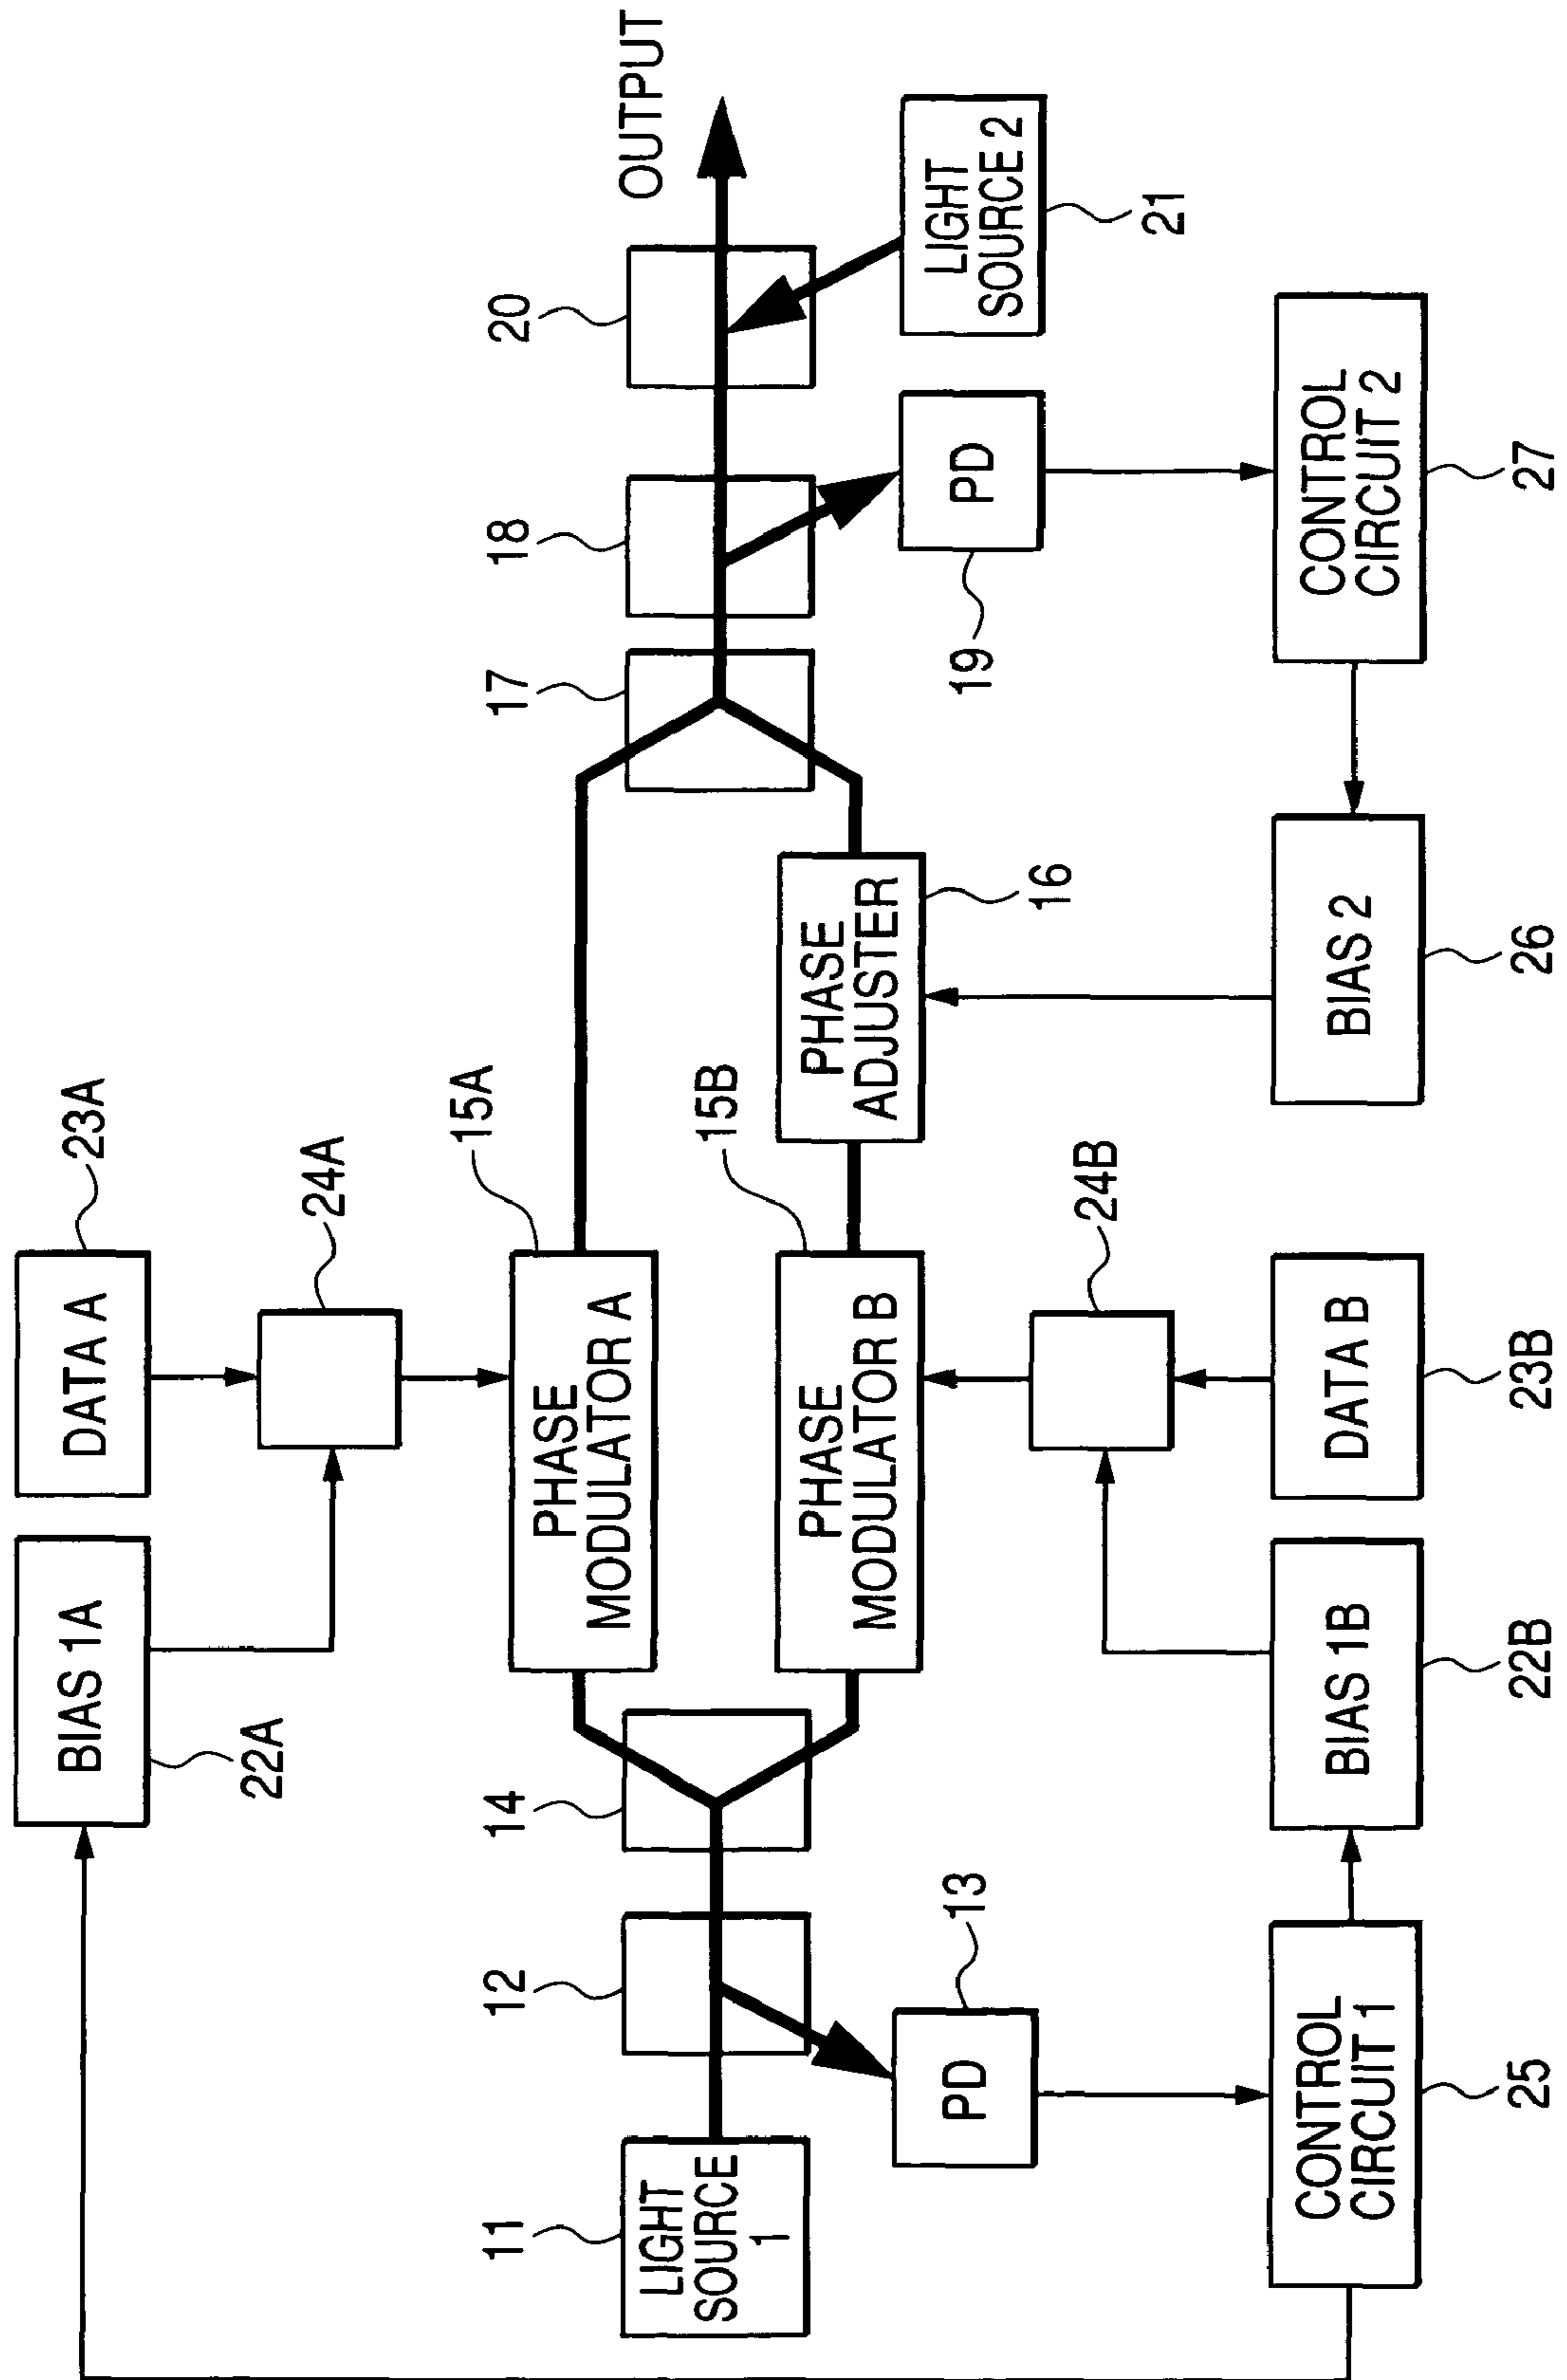 BIAS 1A
22A
DATA A
23A
24A
15A
PHASE
MODULATOR A
11
LIGHT
SOURCE
1
12
14
17
18
20
OUTPUT
PHASE
MODULATOR B
15B
PHASE
ADJUSTER
16
PD
13
PD
19
LIGHT
SOURCE 2
21
24B
CONTROL
CIRCUIT 1
25
BIAS 1B
22B
DATA B
23B
BIAS 2
26
CONTROL
CIRCUIT 2
27